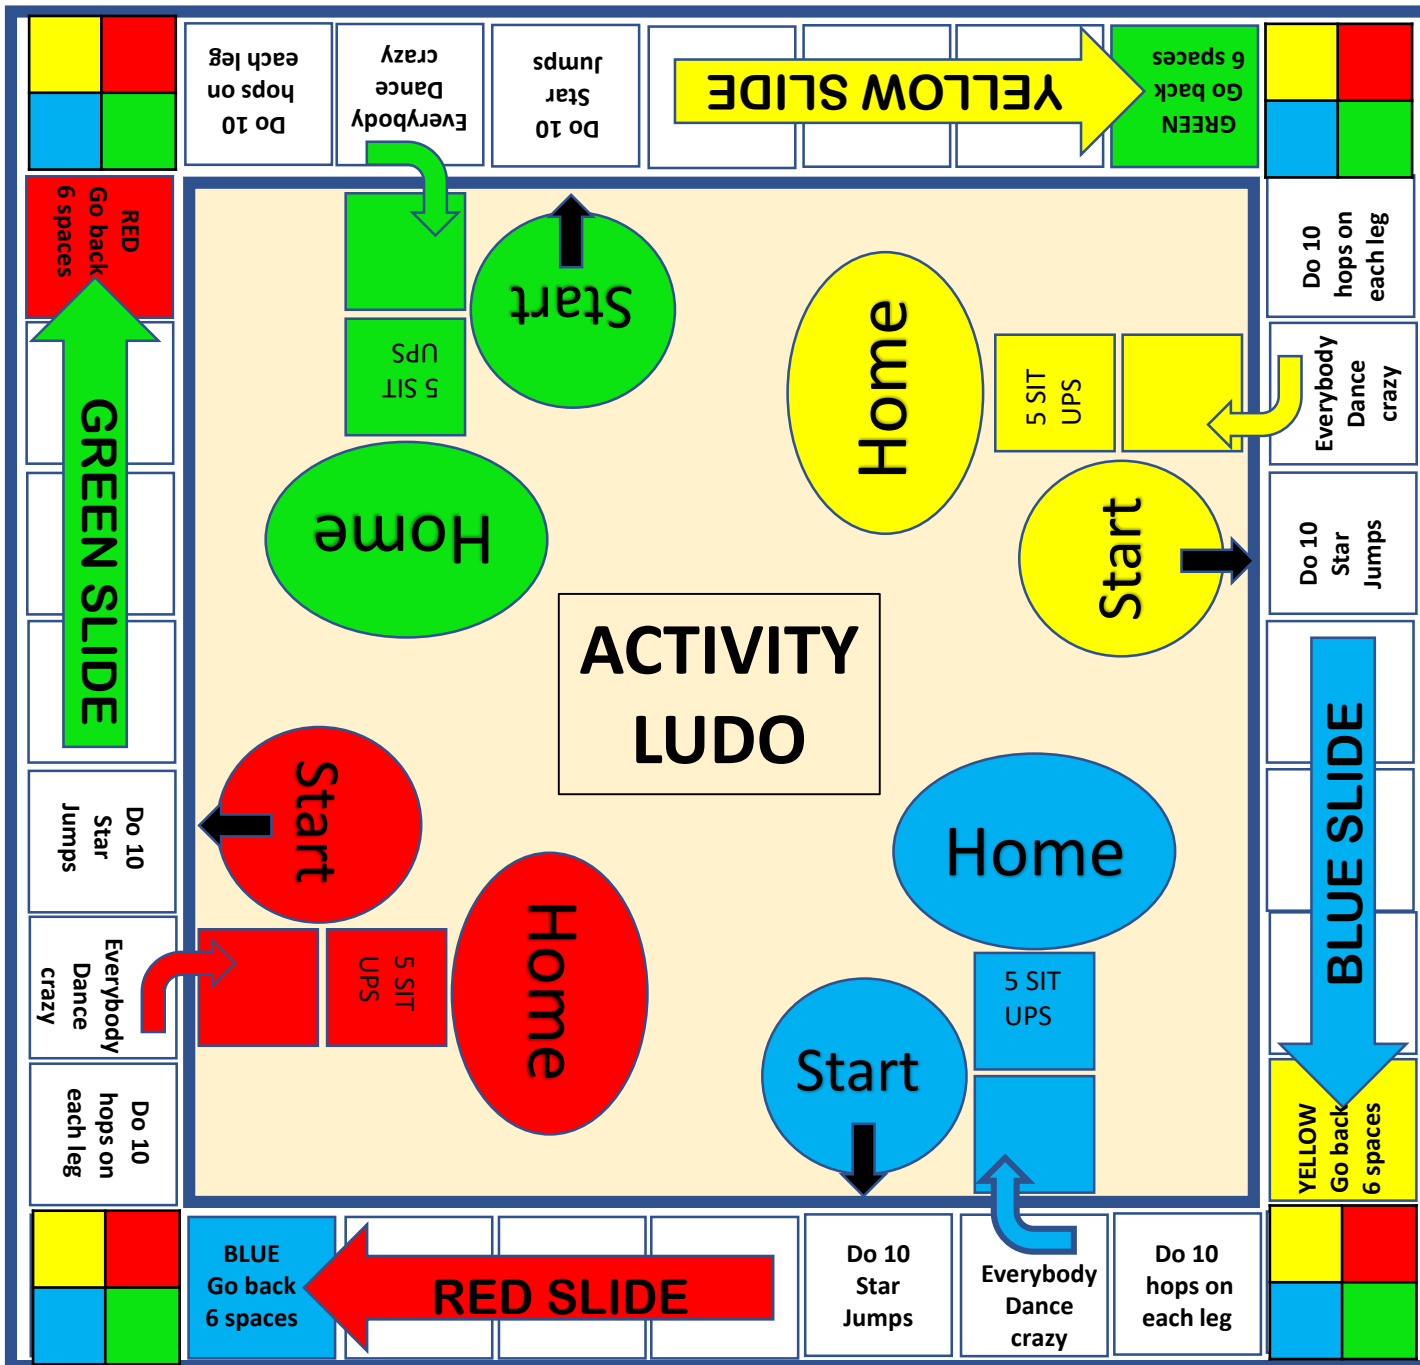 Do 10
hops on
each leg
Everybody
Dance
crazy
Do 10
Star
Jumps
YELLOW SLIDE
GREEN
Go back
6 spaces
RED
Go back
6 spaces
GREEN SLIDE
Do 10
Star
Jumps
Everybody
Dance
crazy
Do 10
hops on
each leg
Start
5 SIT
UPS
Home
Home
5 SIT
UPS
Start
ACTIVITY
LUDO
Start
5 SIT
UPS
Home
Home
5 SIT
UPS
Start
Do 10
hops on
each leg
Everybody
Dance
crazy
Do 10
Star
Jumps
BLUE SLIDE
YELLOW
Go back
6 spaces
BLUE
Go back
6 spaces
RED SLIDE
Do 10
Star
Jumps
Everybody
Dance
crazy
Do 10
hops on
each leg